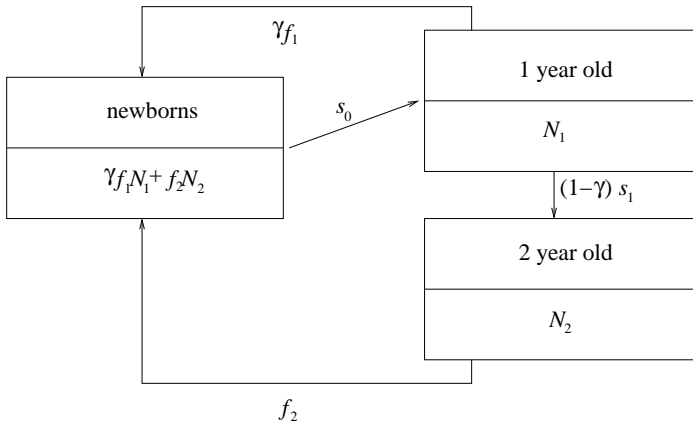 γf₁
1 year old
newborns
s₀
N₁
γf₁N₁+ f₂N₂
(1−γ) s₁
2 year old
N₂
f₂